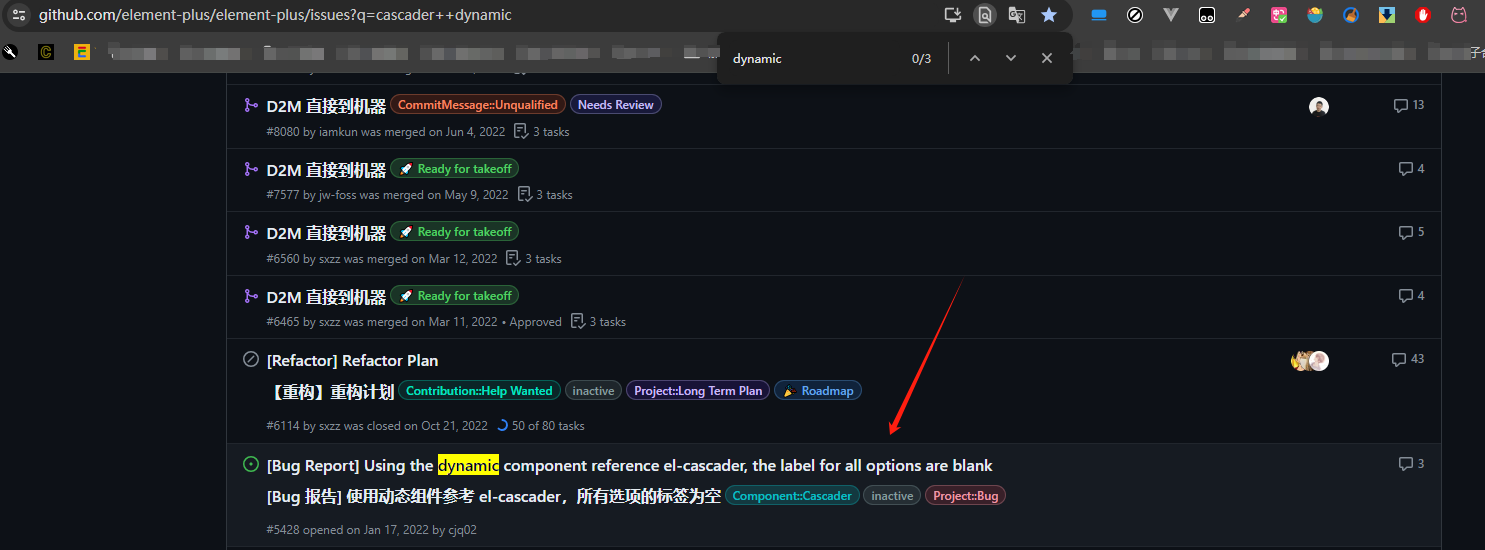 github.com/element-plus/element-plus/issues?q=cascader++dynamic
dynamic 0/3
D2M 直接到机器 CommitMessage::Unqualified Needs Review 13
#8080 by iamkun was merged on Jun 4, 2022 3 tasks
D2M 直接到机器 🚀 Ready for takeoff 4
#7577 by jw-foss was merged on May 9, 2022 3 tasks
D2M 直接到机器 🚀 Ready for takeoff 5
#6560 by sxzz was merged on Mar 12, 2022 3 tasks
D2M 直接到机器 🚀 Ready for takeoff 4
#6465 by sxzz was merged on Mar 11, 2022 • Approved 3 tasks
[Refactor] Refactor Plan 43
【重构】重构计划 Contribution::Help Wanted inactive Project::Long Term Plan 🎉 Roadmap
#6114 by sxzz was closed on Oct 21, 2022 50 of 80 tasks
[Bug Report] Using the dynamic component reference el-cascader, the label for all options are blank 3
[Bug 报告] 使用动态组件参考 el-cascader，所有选项的标签为空 Component::Cascader inactive Project::Bug
#5428 opened on Jan 17, 2022 by cjq02